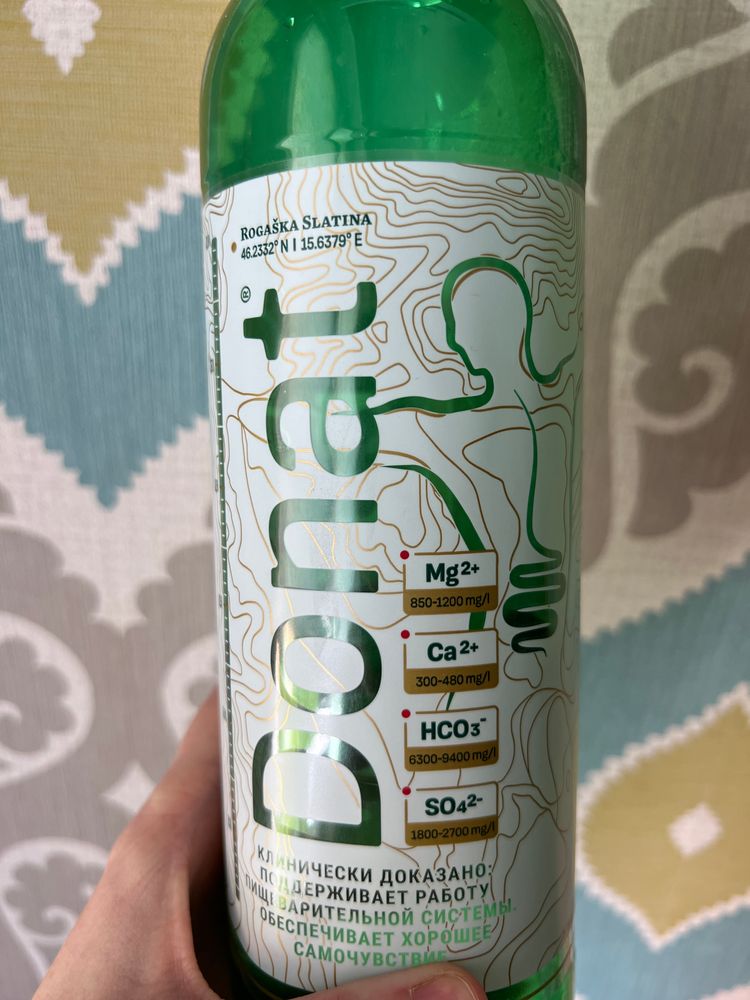 ROGAŠKA SLATINA
46.2332° N | 15.6379° E
Donat®
Mg2+
850-1200 mg/l
Ca2+
300-480 mg/l
HCO3-
6300-9400 mg/l
SO42-
1800-2700 mg/l
КЛИНИЧЕСКИ ДОКАЗАНО:
ПОДДЕРЖИВАЕТ РАБОТУ
ПИЩЕВАРИТЕЛЬНОЙ СИСТЕМЫ.
ОБЕСПЕЧИВАЕТ ХОРОШЕЕ
САМОЧУВСТВИЕ